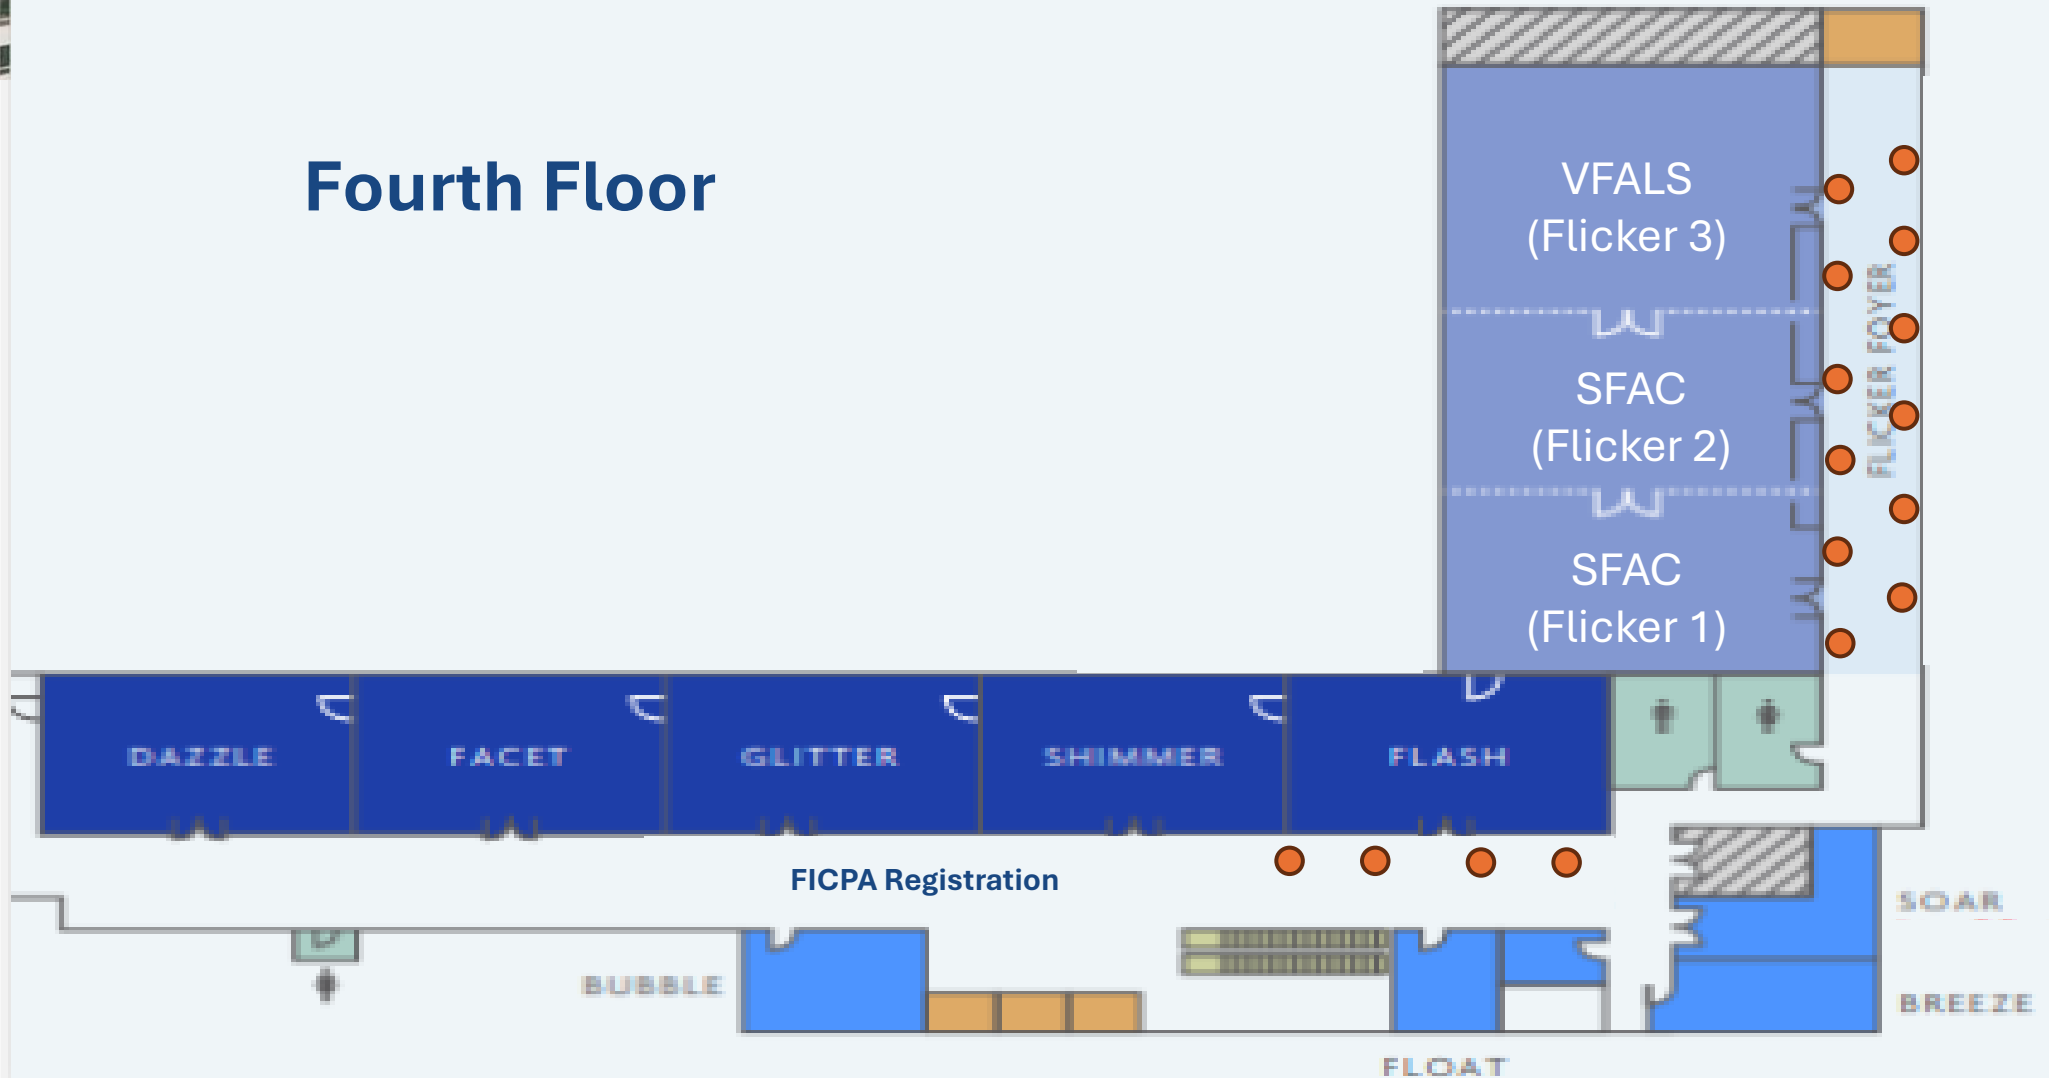 Fourth Floor
VFALS
(Flicker 3)
FLICKER FOYER
SFAC
(Flicker 2)
SFAC
(Flicker 1)
DAZZLE
FACET
GLITTER
SHIMMER
FLASH
FICPA Registration
SOAR
BUBBLE
BREEZE
FLOAT